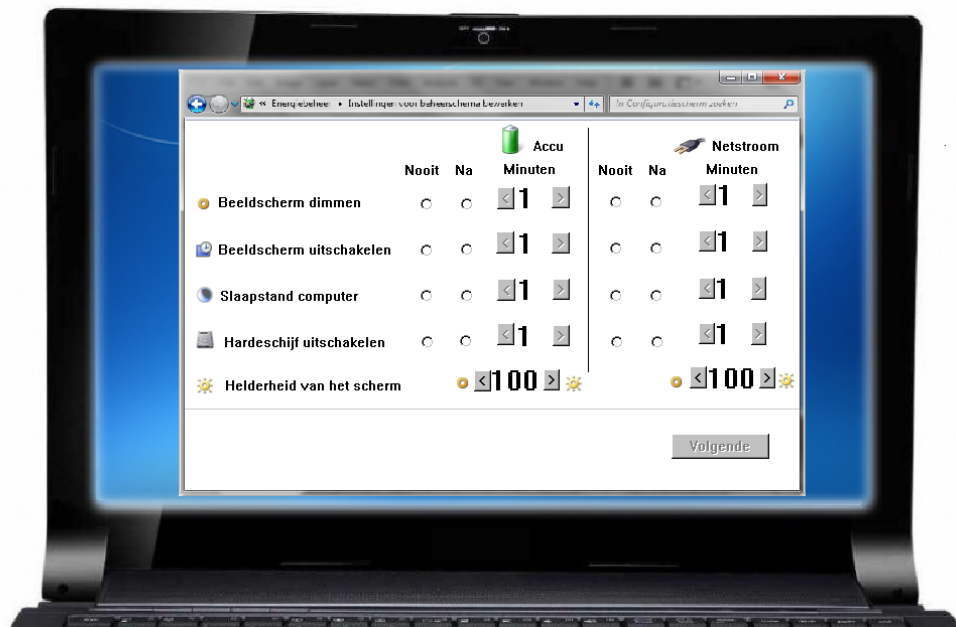 « Energiebeheer ▸ Instellingen voor beheerschema bewerken
In Configuratiescherm zoeken
Accu
Netstroom
Nooit Na Minuten Nooit Na Minuten
Beeldscherm dimmen < 1 > < 1 >
Beeldscherm uitschakelen < 1 > < 1 >
Slaapstand computer < 1 > < 1 >
Hardeschijf uitschakelen < 1 > < 1 >
Helderheid van het scherm < 100 > < 100 >
Volgende